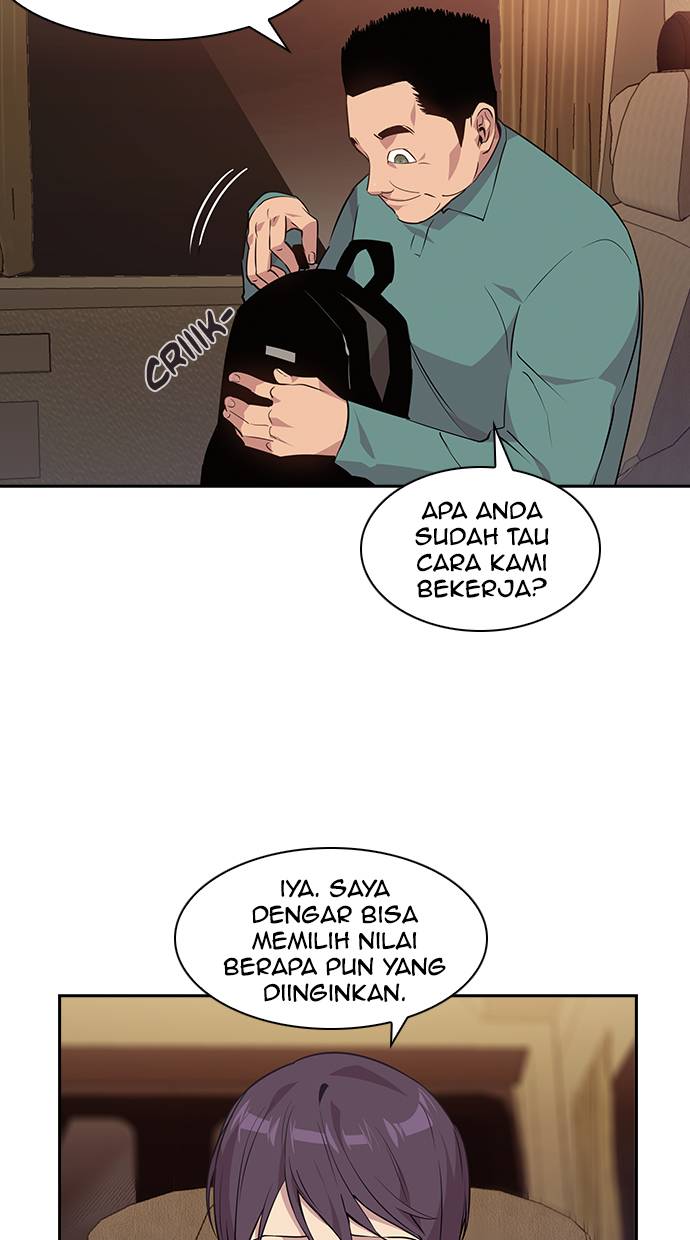 CRIIIK-
APA ANDA
SUDAH TAU
CARA KAMI
BEKERJA?
IYA. SAYA
DENGAR BISA
MEMILIH NILAI
BERAPA PUN YANG
DIINGINKAN.